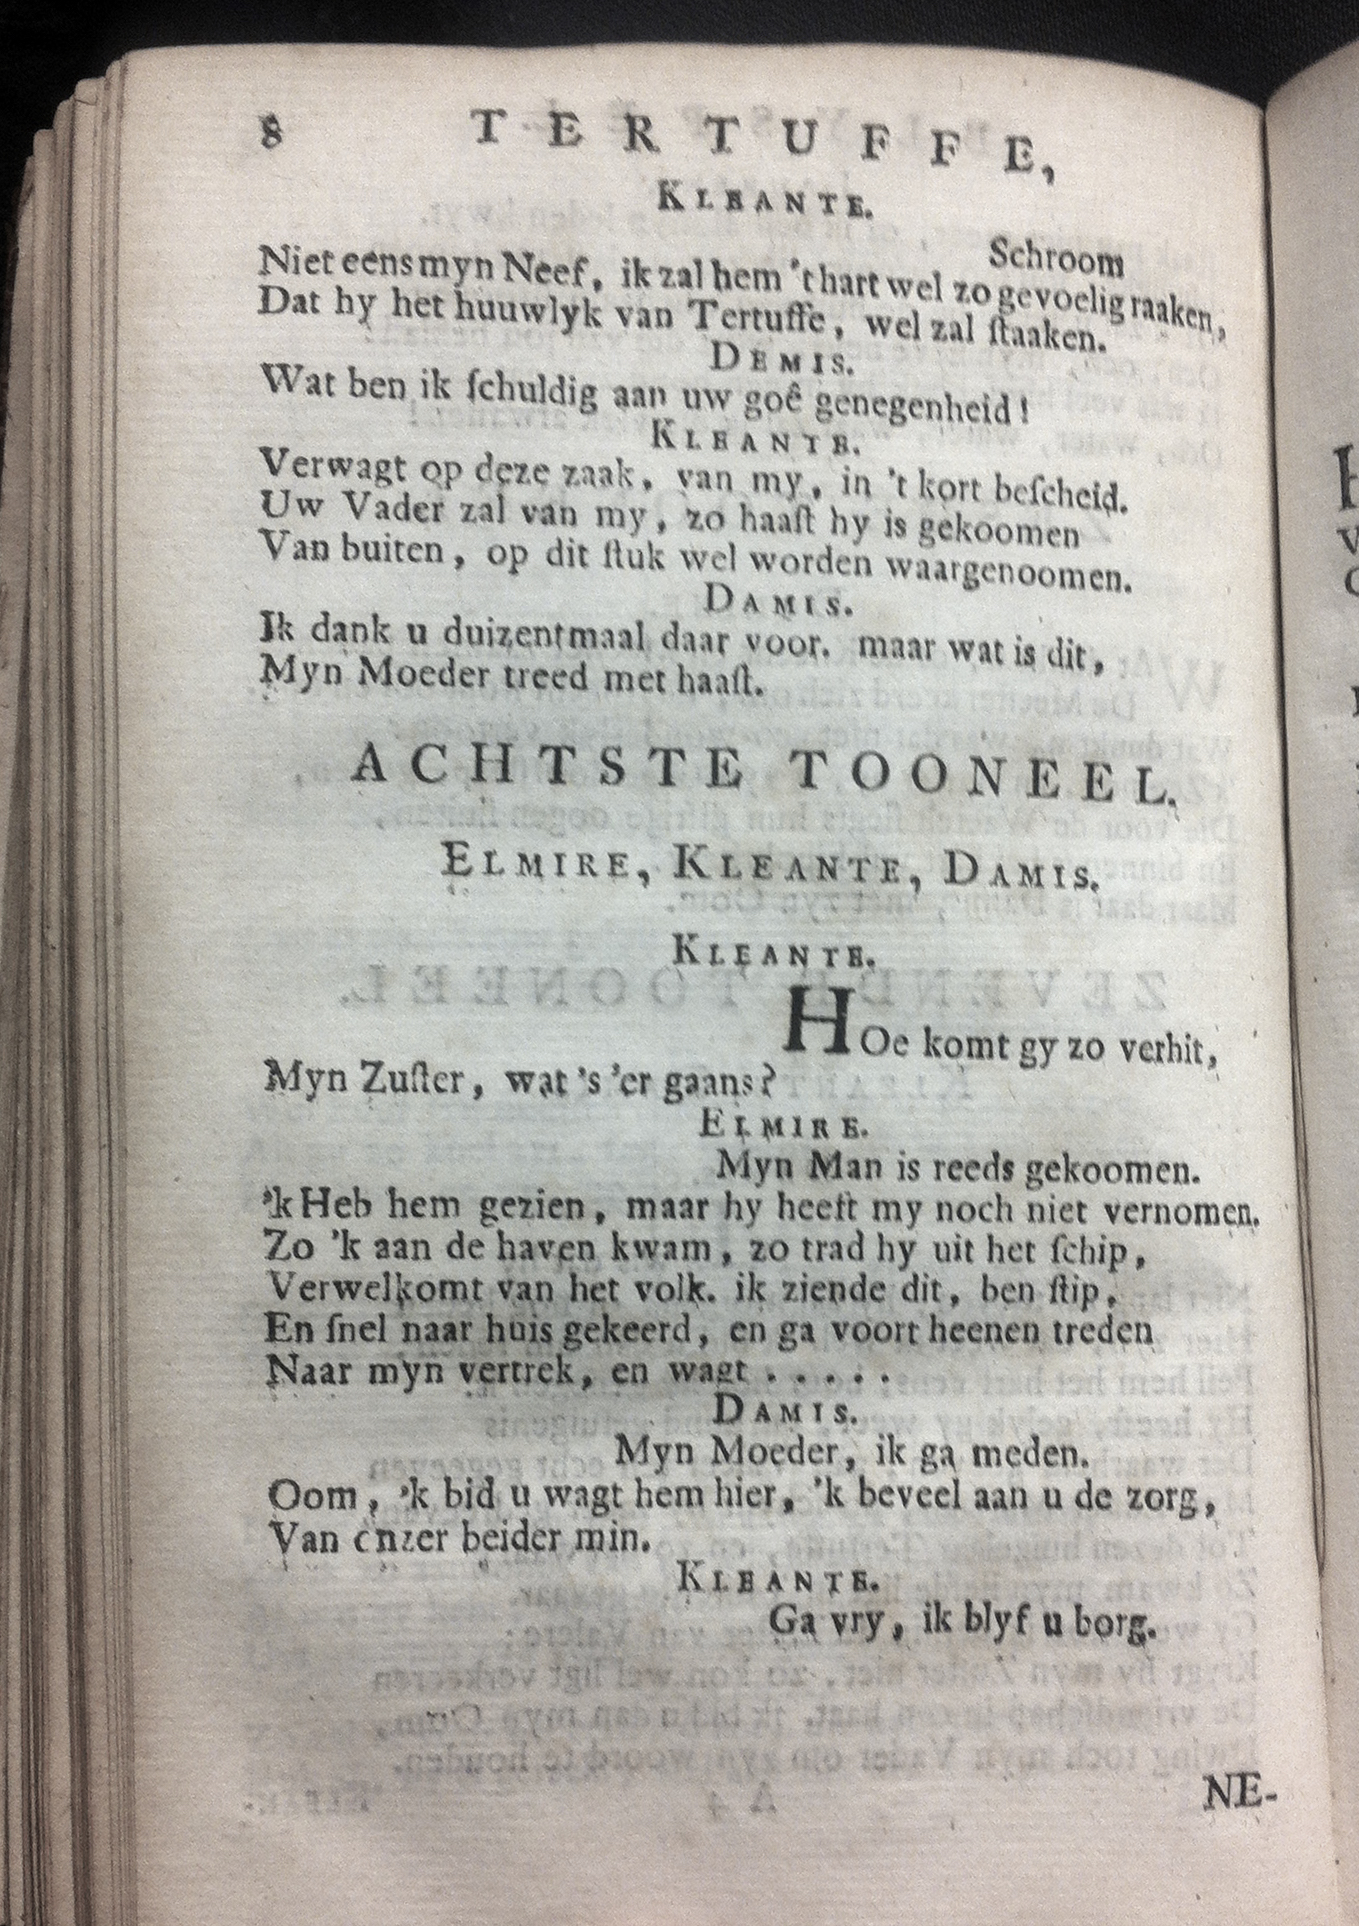 8 TERTUFFE,
KLEANTE.
Schroom
Niet eens myn Neef, ik zal hem 't hart wel zo gevoelig raaken,
Dat hy het huuwlyk van Tertuffe, wel zal ſtaaken.
DEMIS.
Wat ben ik ſchuldig aan uw goê genegenheid!
KLEANTE.
Verwagt op deze zaak, van my, in 't kort beſcheid.
Uw Vader zal van my, zo haaſt hy is gekoomen
Van buiten, op dit ſtuk wel worden waargenoomen.
DAMIS.
Ik dank u duizentmaal daar voor. maar wat is dit,
Myn Moeder treed met haaſt.
ACHTSTE TOONEEL.
ELMIRE, KLEANTE, DAMIS.
KLEANTE.
HOe komt gy zo verhit,
Myn Zuſter, wat 's 'er gaans?
ELMIRE.
Myn Man is reeds gekoomen.
'k Heb hem gezien, maar hy heeft my noch niet vernomen.
Zo 'k aan de haven kwam, zo trad hy uit het ſchip,
Verwelkomt van het volk. ik ziende dit, ben ſtip,
En ſnel naar huis gekeerd, en ga voort heenen treden
Naar myn vertrek, en wagt . . . . .
DAMIS.
Myn Moeder, ik ga meden.
Oom, 'k bid u wagt hem hier, 'k beveel aan u de zorg,
Van onzer beider min.
KLEANTE.
Ga vry, ik blyf u borg.
NE-